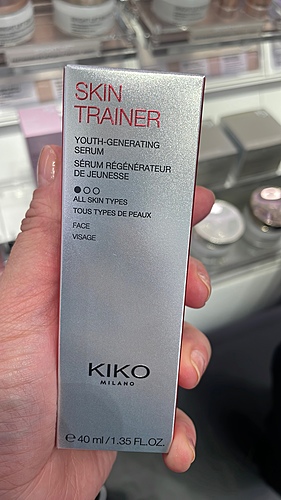 SKIN
TRAINER
YOUTH-GENERATING
SERUM
SÉRUM RÉGÉNÉRATEUR
DE JEUNESSE
ALL SKIN TYPES
TOUS TYPES DE PEAUX
FACE
VISAGE
KIKO
MILANO
℮ 40 ml / 1.35 FL.OZ.